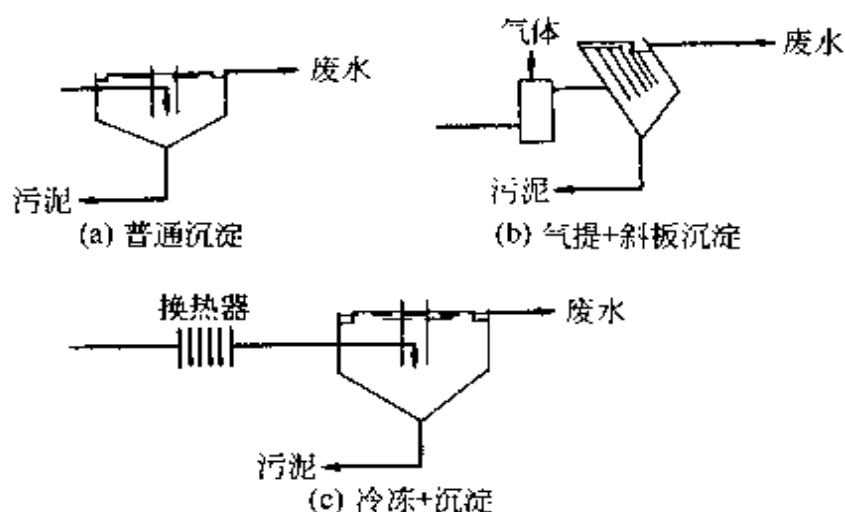 废水
污泥
(a) 普通沉淀
气体
废水
污泥
(b) 气提+斜板沉淀
换热器
废水
污泥
(c) 冷冻+沉淀